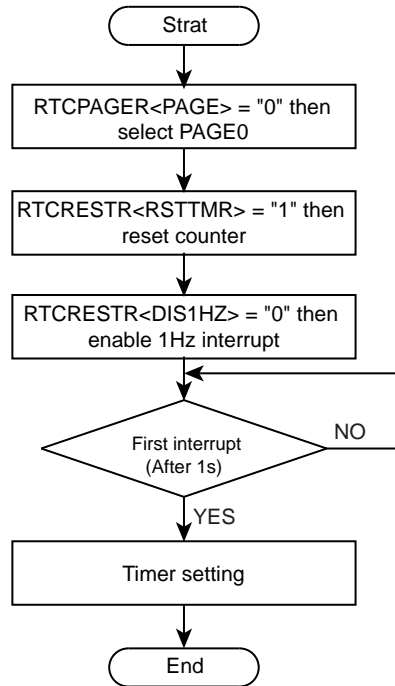 Strat
RTCPAGER<PAGE> = "0" then
select PAGE0
RTCRESTR<RSTTMR> = "1" then
reset counter
RTCRESTR<DIS1HZ> = "0" then
enable 1Hz interrupt
First interrupt
(After 1s)
NO
YES
Timer setting
End